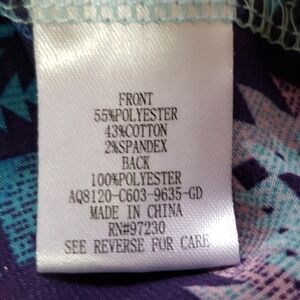 FRONT
55%POLYESTER
43%COTTON
2%SPANDEX
BACK
100%POLYESTER
AQ8120-C603-9635-GD
MADE IN CHINA
RN#97230
SEE REVERSE FOR CARE